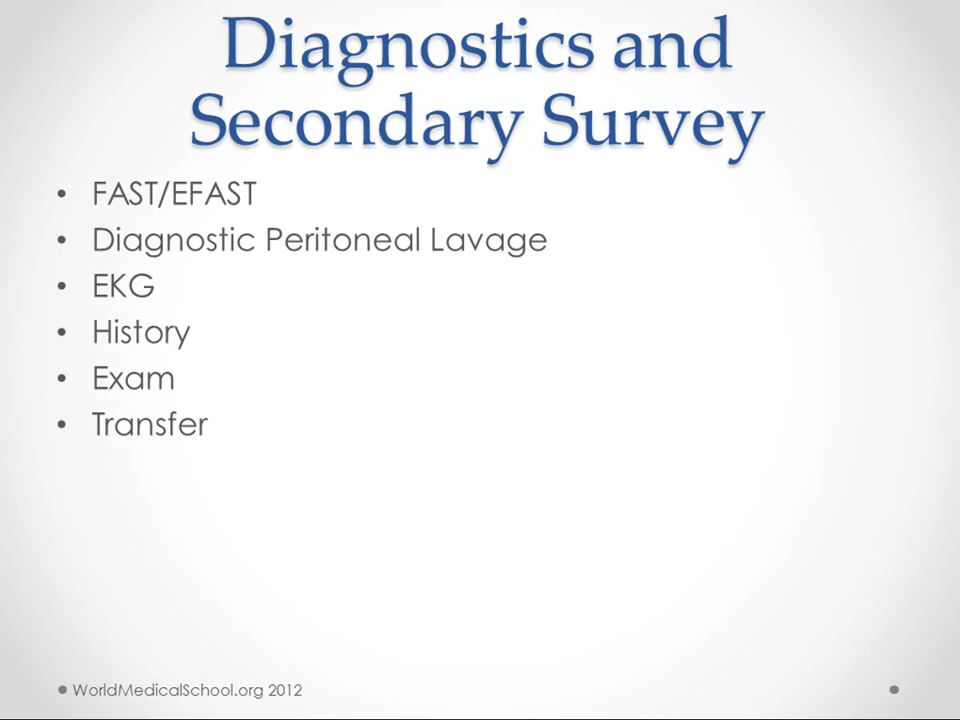 Diagnostics and
Secondary Survey
• FAST/EFAST
• Diagnostic Peritoneal Lavage
• EKG
• History
• Exam
• Transfer
WorldMedicalSchool.org 2012